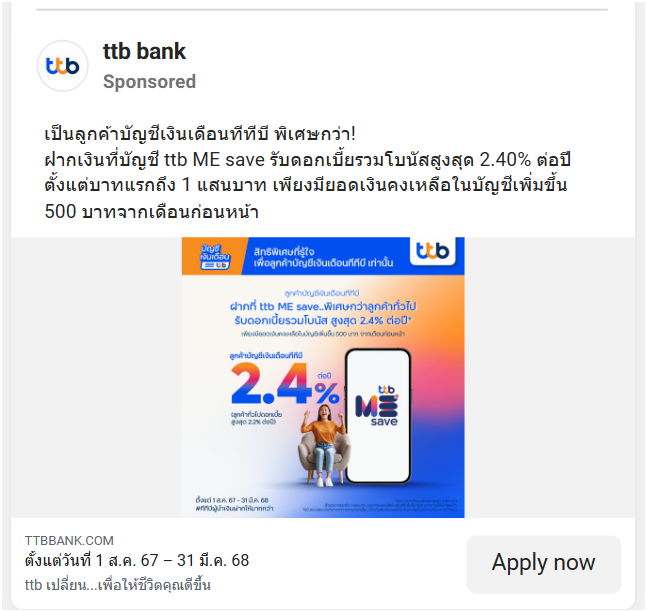 ttb bank
Sponsored
เป็นลูกค้าบัญชีเงินเดือนทีทีบี พิเศษกว่า!
ฝากเงินที่บัญชี ttb ME save รับดอกเบี้ยรวมโบนัสสูงสุด 2.40% ต่อปี
ตั้งแต่บาทแรกถึง 1 แสนบาท เพียงมียอดเงินคงเหลือในบัญชีเพิ่มขึ้น
500 บาทจากเดือนก่อนหน้า
บัญชี
เงินเดือน
ttb
สิทธิพิเศษที่รู้ใจ
เพื่อลูกค้าบัญชีเงินเดือนทีทีบี เท่านั้น
ttb
ลูกค้าบัญชีเงินเดือนทีทีบี
ฝากที่ ttb ME save..พิเศษกว่าลูกค้าทั่วไป
รับดอกเบี้ยรวมโบนัส สูงสุด 2.4% ต่อปี*
เพียงมียอดเงินคงเหลือในบัญชีเพิ่มขึ้น 500 บาท จากเดือนก่อนหน้า
ลูกค้าบัญชีเงินเดือนทีทีบี
2.4% ต่อปี
(ลูกค้าทั่วไปดอกเบี้ย
สูงสุด 2.2% ต่อปี)
ttb
ME
save
ตั้งแต่ 1 ส.ค. 67 - 31 มี.ค. 68
#ทีทีบีผู้นำเงินฝากให้มากกว่า
TTBBANK.COM
ตั้งแต่วันที่ 1 ส.ค. 67 – 31 มี.ค. 68
ttb เปลี่ยน...เพื่อให้ชีวิตคุณดีขึ้น
Apply now